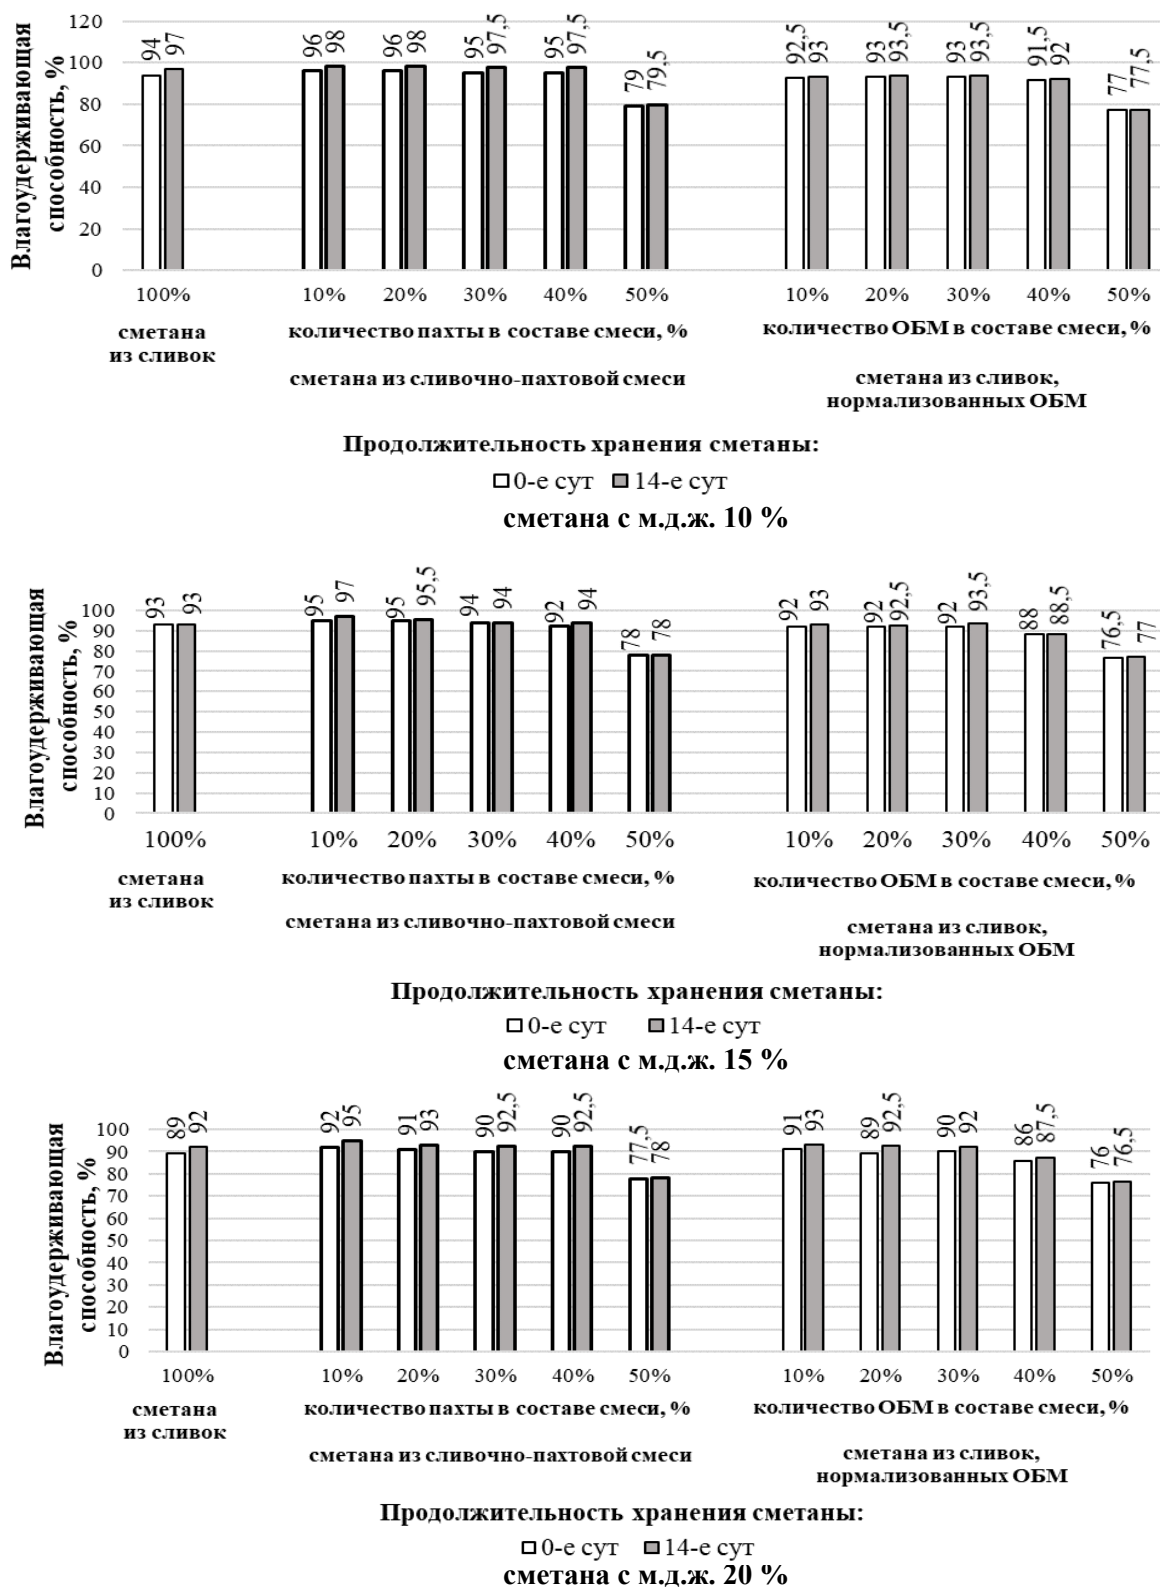 Влагоудерживающая
способность, %
120
100
80
60
40
20
0
94 97 96 98 96 98 95 97,5 95 97,5 79 79,5 92,5 93 93 93,5 93 93,5 91,5 92 77 77,5
100% 10% 20% 30% 40% 50% 10% 20% 30% 40% 50%
сметана
из сливок
количество пахты в составе смеси, %
сметана из сливочно-пахтовой смеси
количество ОБМ в составе смеси, %
сметана из сливок,
нормализованных ОБМ
Продолжительность хранения сметаны:
0-е сут 14-е сут
сметана с м.д.ж. 10 %
Влагоудерживающая
способность, %
100
90
80
70
60
50
40
30
20
10
0
93 93 95 97 95 95,5 94 94 92 94 78 78 92 93 92 92,5 92 93,5 88 88,5 76,5 77
100% 10% 20% 30% 40% 50% 10% 20% 30% 40% 50%
сметана
из сливок
количество пахты в составе смеси, %
сметана из сливочно-пахтовой смеси
количество ОБМ в составе смеси, %
сметана из сливок,
нормализованных ОБМ
Продолжительность хранения сметаны:
0-е сут 14-е сут
сметана с м.д.ж. 15 %
Влагоудерживающая
способность, %
100
90
80
70
60
50
40
30
20
10
0
89 92 92 95 91 93 90 92,5 90 92,5 77,5 78 91 93 89 92,5 90 92 86 87,5 76 76,5
100% 10% 20% 30% 40% 50% 10% 20% 30% 40% 50%
сметана
из сливок
количество пахты в составе смеси, %
сметана из сливочно-пахтовой смеси
количество ОБМ в составе смеси, %
сметана из сливок,
нормализованных ОБМ
Продолжительность хранения сметаны:
0-е сут 14-е сут
сметана с м.д.ж. 20 %